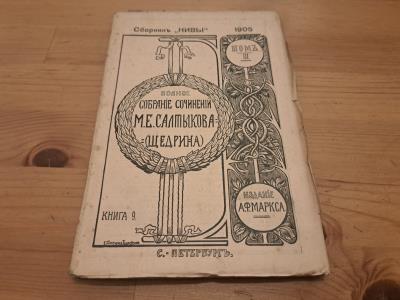 Сборникъ „НИВЫ“ 1905
ТОМЪ
III
ПОЛНОЕ
СОБРАНІЕ СОЧИНЕНІЙ
М. Е. САЛТЫКОВА-
(ЩЕДРИНА)
КНИГА 9.
ИЗДАНІЕ
А.Ф.МАРКСА
С.-ПЕТЕРБУРГЪ.